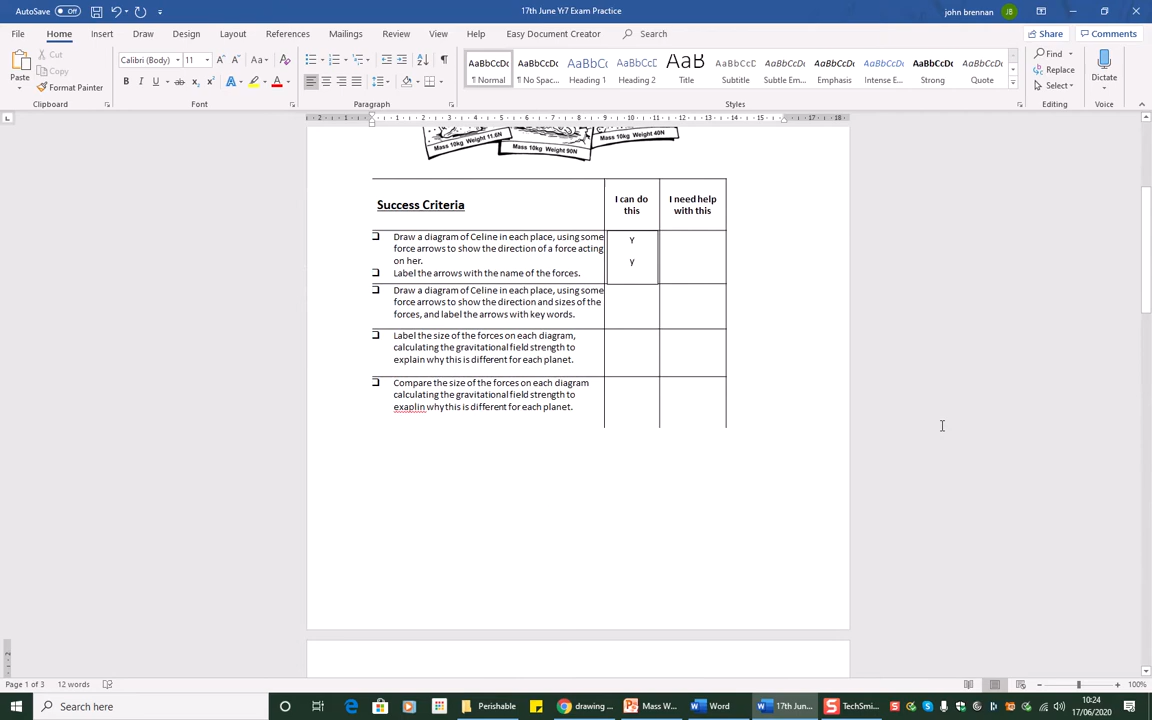 AutoSave Off
17th June Yr7 Exam Practice
john brennan JB
File Home Insert Draw Design Layout References Mailings Review View Help Easy Document Creator Search Share Comments
Paste
Cut
Copy
Format Painter
Calibri (Body) 11
AaBbCcDc AaBbCcDc AaBbCc AaBbCcE AaB AaBbCcD AaBbCcDc AaBbCcDc AaBbCcDc AaBbCcDc AaBbCcDc
¶ Normal ¶ No Spac... Heading 1 Heading 2 Title Subtitle Subtle Em... Emphasis Intense E... Strong Quote
Find
Replace
Select
Dictate
Clipboard Font Paragraph Styles Editing Voice
Mass 10kg Weight 11.6N
Mass 10kg Weight 90N
Mass 10kg Weight 40N
Success Criteria
I can do this
I need help with this
Draw a diagram of Celine in each place, using some
force arrows to show the direction of a force acting
on her.
Label the arrows with the name of the forces.
Y
y
Draw a diagram of Celine in each place, using some
force arrows to show the direction and sizes of the
forces, and label the arrows with key words.
Label the size of the forces on each diagram,
calculating the gravitational field strength to
explain why this is different for each planet.
Compare the size of the forces on each diagram
calculating the gravitational field strength to
exaplin why this is different for each planet.
Page 1 of 3 12 words 100%
Search here
Perishable
drawing ...
Mass W...
Word
17th Jun...
TechSmi...
10:24
17/06/2020